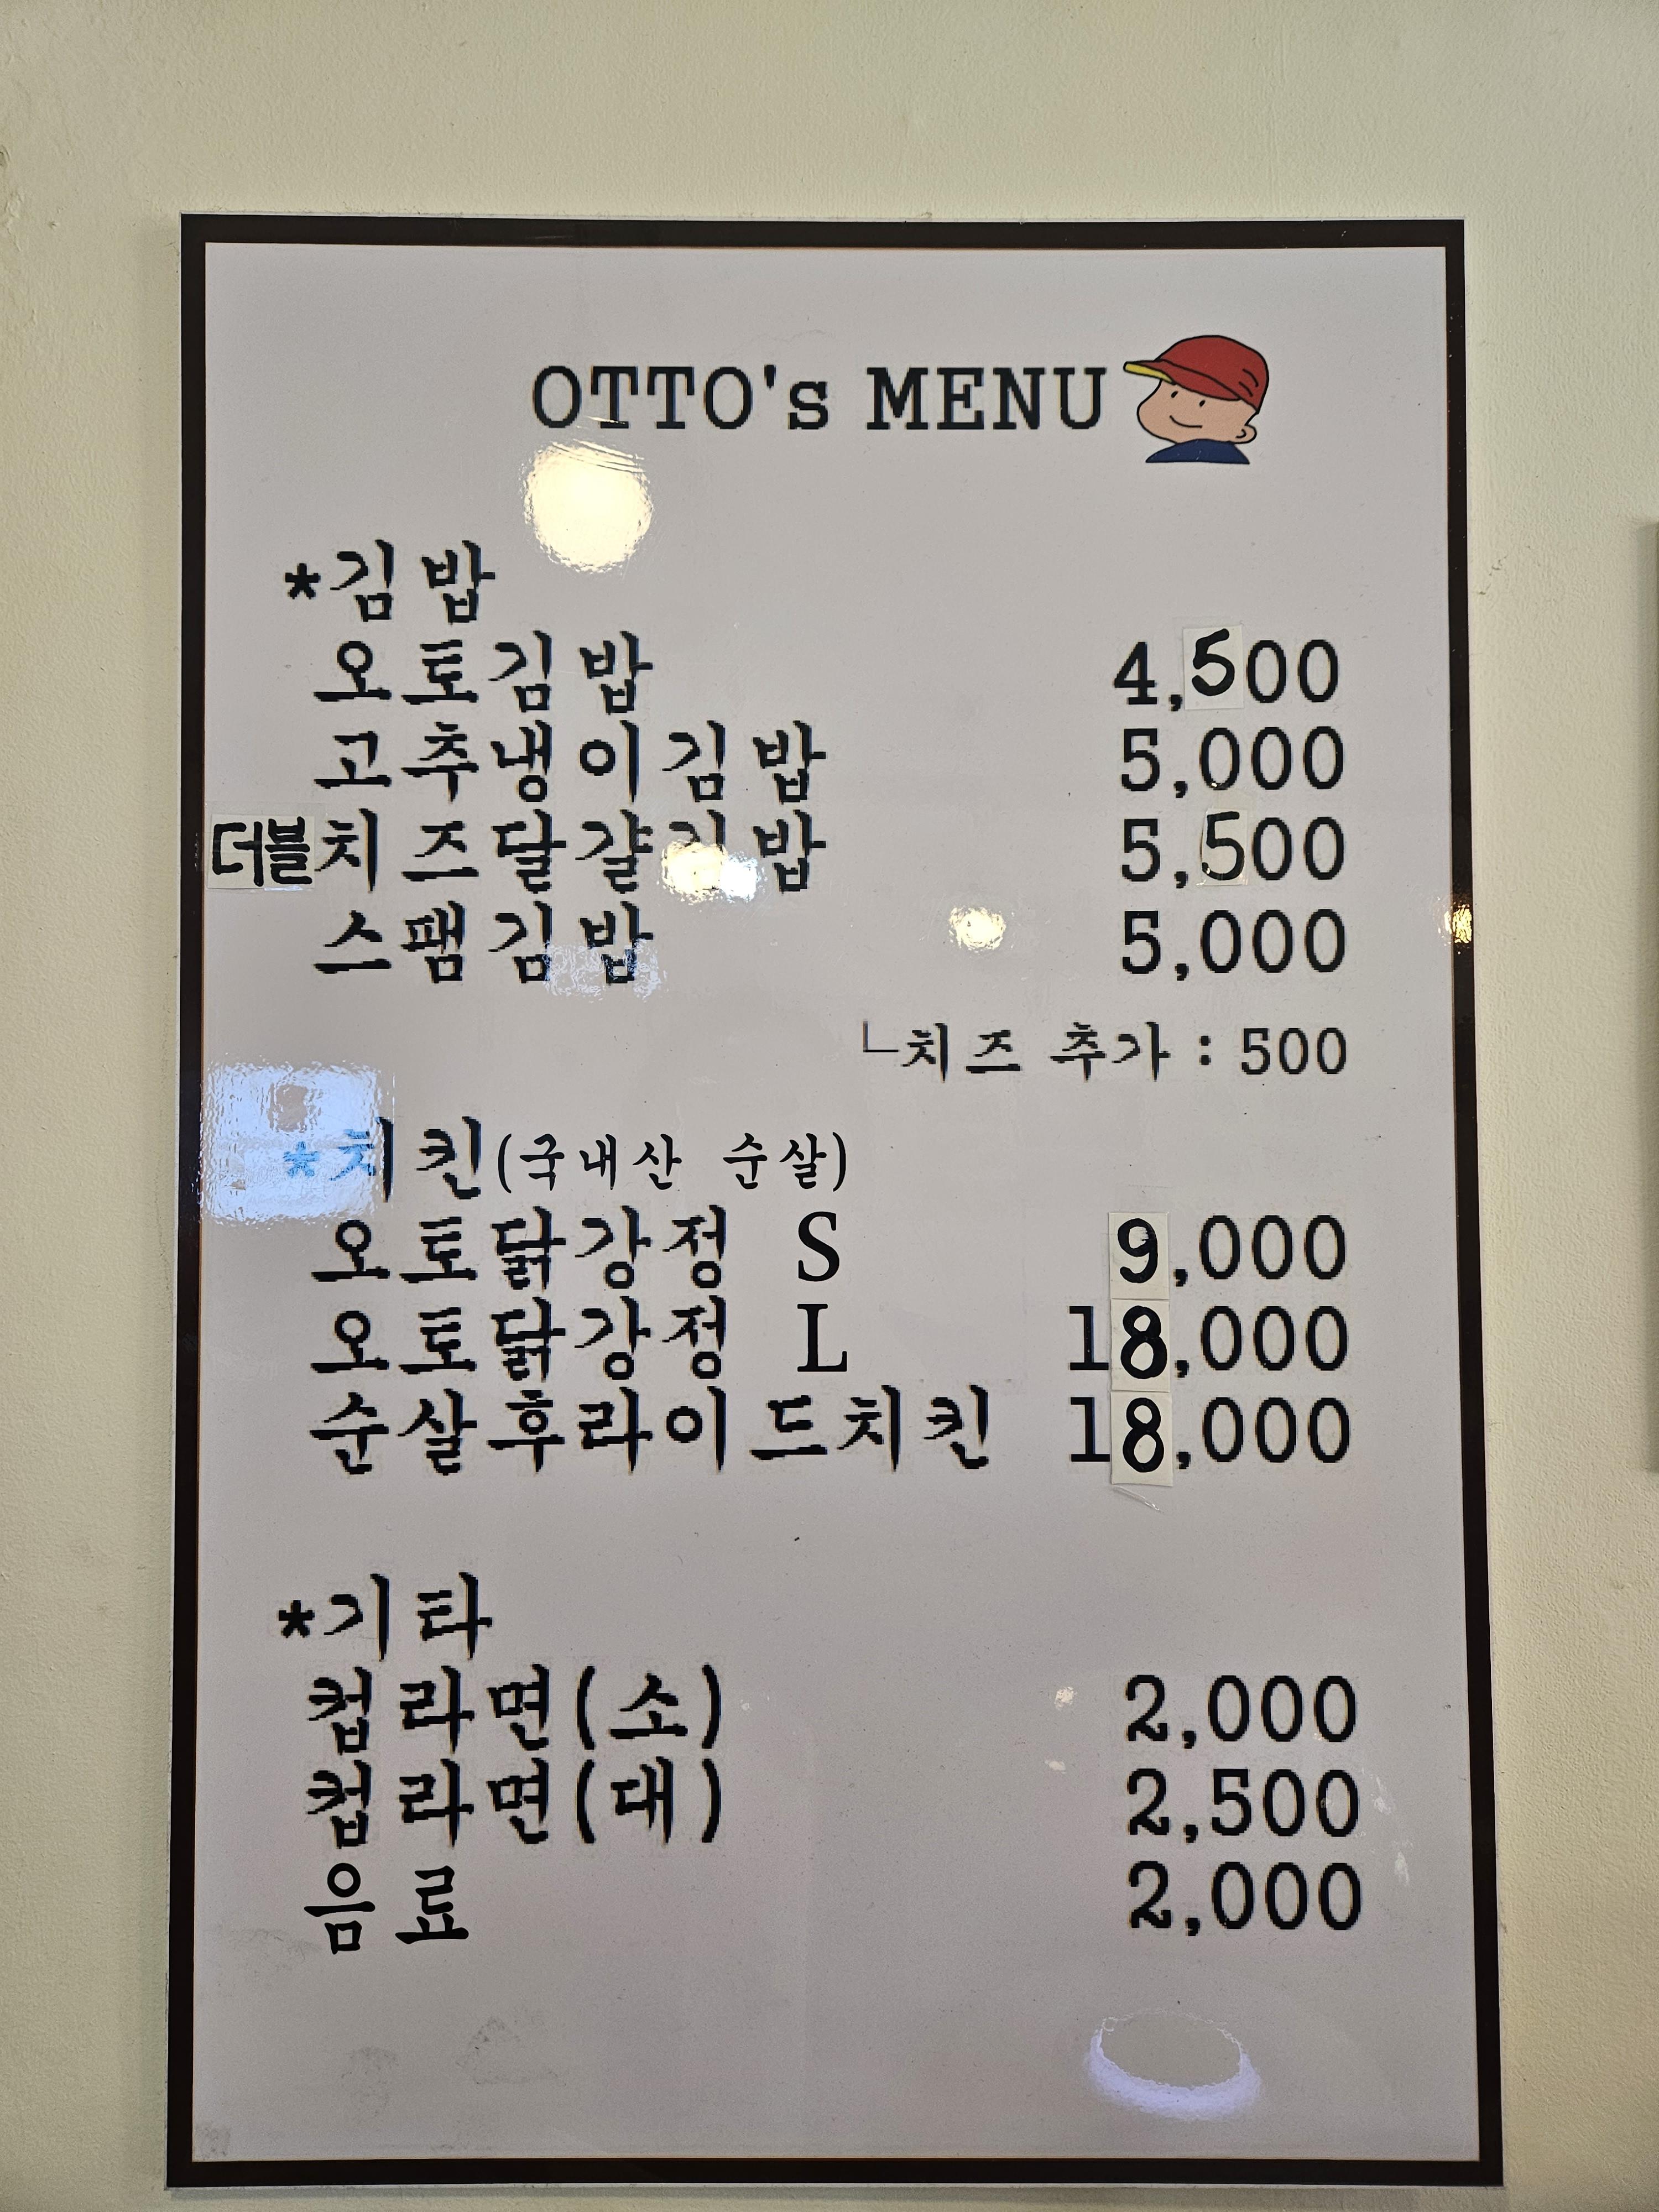 OTTO's MENU
*김밥
오토김밥 4,500
고추냉이김밥 5,000
더블치즈달걀김밥 5,500
스팸김밥 5,000
└치즈 추가 : 500
*치킨(국내산 순살)
오토닭강정 S 9,000
오토닭강정 L 18,000
순살후라이드치킨 18,000
*기타
컵라면(소) 2,000
컵라면(대) 2,500
음료 2,000